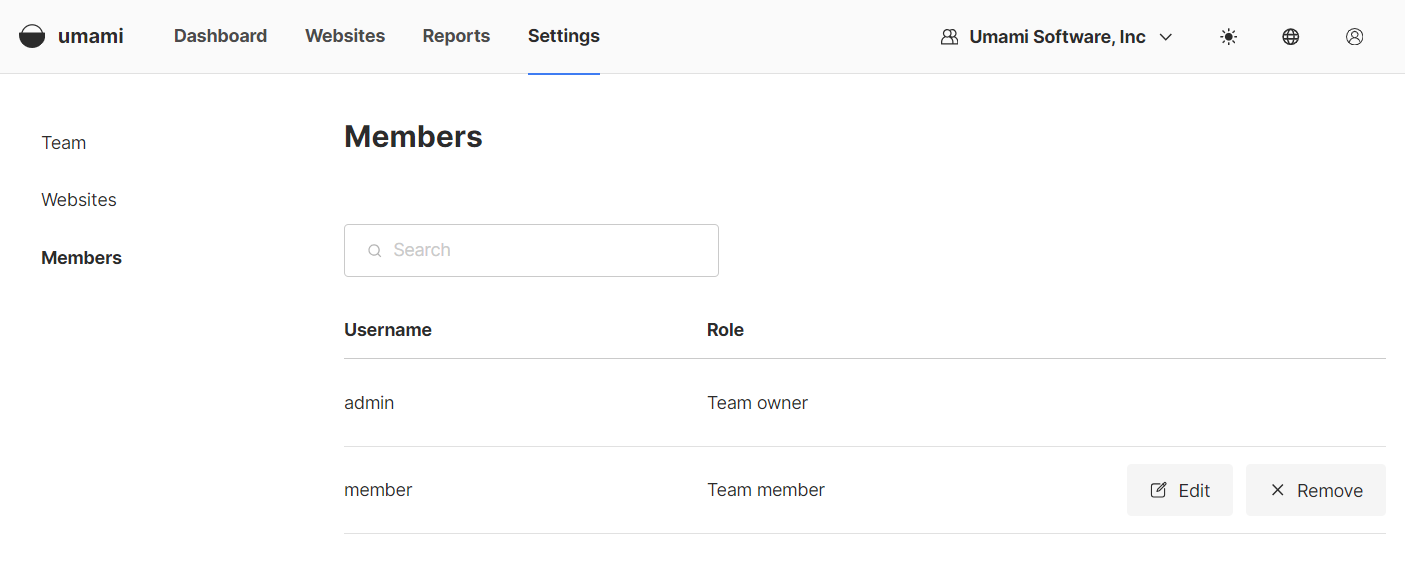 umami Dashboard Websites Reports Settings Umami Software, Inc
Team
Websites
Members
Members
Search
Username Role
admin Team owner
member Team member Edit Remove